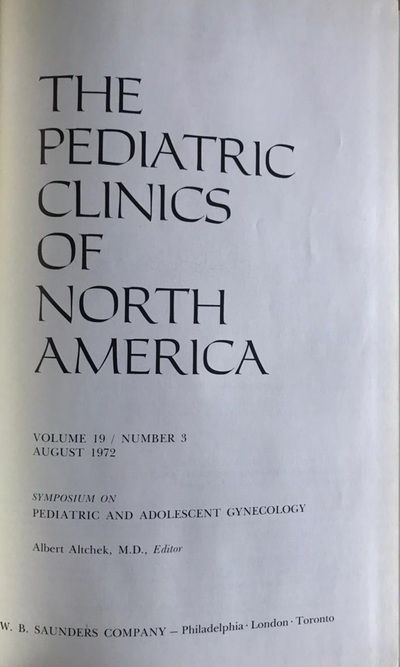 THE
PEDIATRIC
CLINICS
OF
NORTH
AMERICA
VOLUME 19 / NUMBER 3
AUGUST 1972
SYMPOSIUM ON
PEDIATRIC AND ADOLESCENT GYNECOLOGY
Albert Altchek, M.D., Editor
W. B. SAUNDERS COMPANY — Philadelphia · London · Toronto